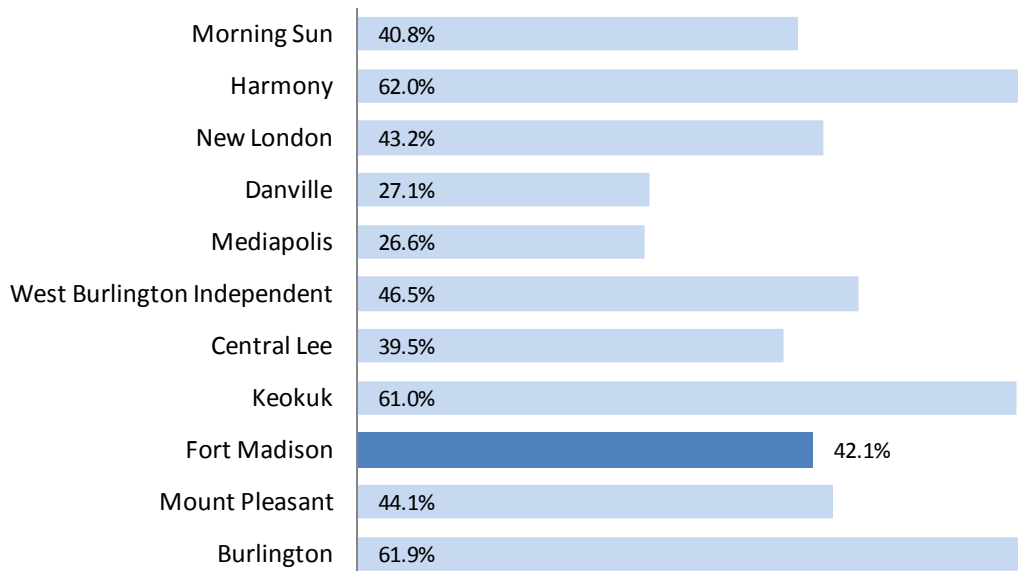 Morning Sun 40.8%
Harmony 62.0%
New London 43.2%
Danville 27.1%
Mediapolis 26.6%
West Burlington Independent 46.5%
Central Lee 39.5%
Keokuk 61.0%
Fort Madison 42.1%
Mount Pleasant 44.1%
Burlington 61.9%